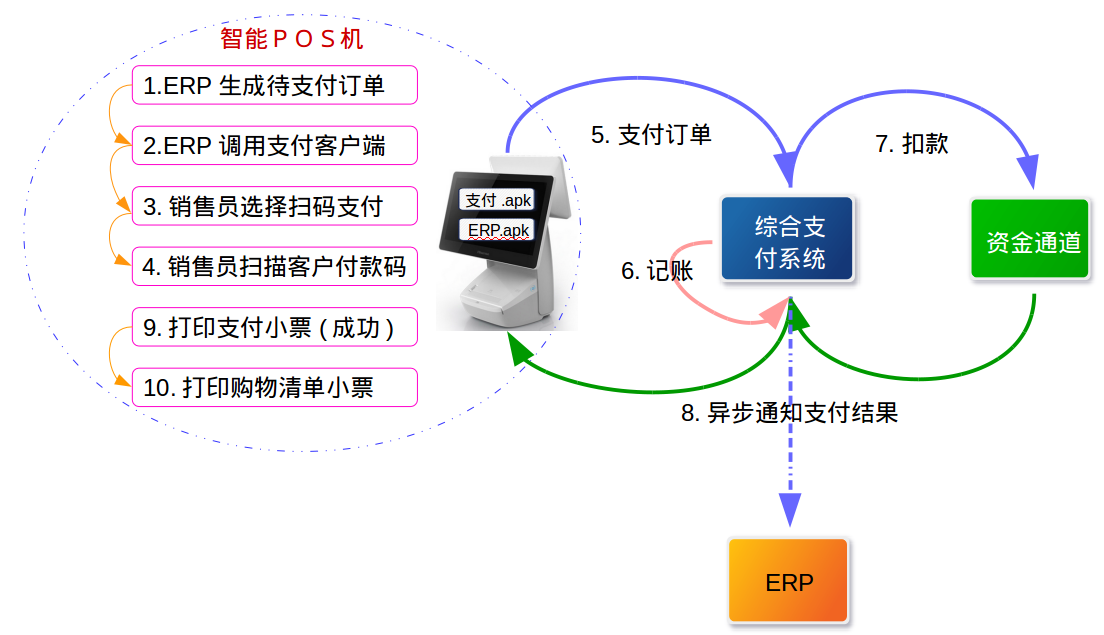 智能ＰＯＳ机
1.ERP 生成待支付订单
2.ERP 调用支付客户端
3. 销售员选择扫码支付
4. 销售员扫描客户付款码
9. 打印支付小票 ( 成功 )
10. 打印购物清单小票
支付 .apk
ERP.apk
5. 支付订单
6. 记账
综合支
付系统
7. 扣款
资金通道
8. 异步通知支付结果
ERP